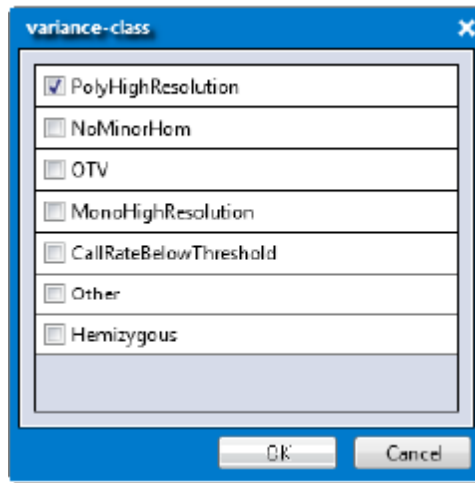 variance-class
PolyHighResolution
NoMinorHom
OTV
MonoHighResolution
CallRateBelowThreshold
Other
Hemizygous
OK
Cancel